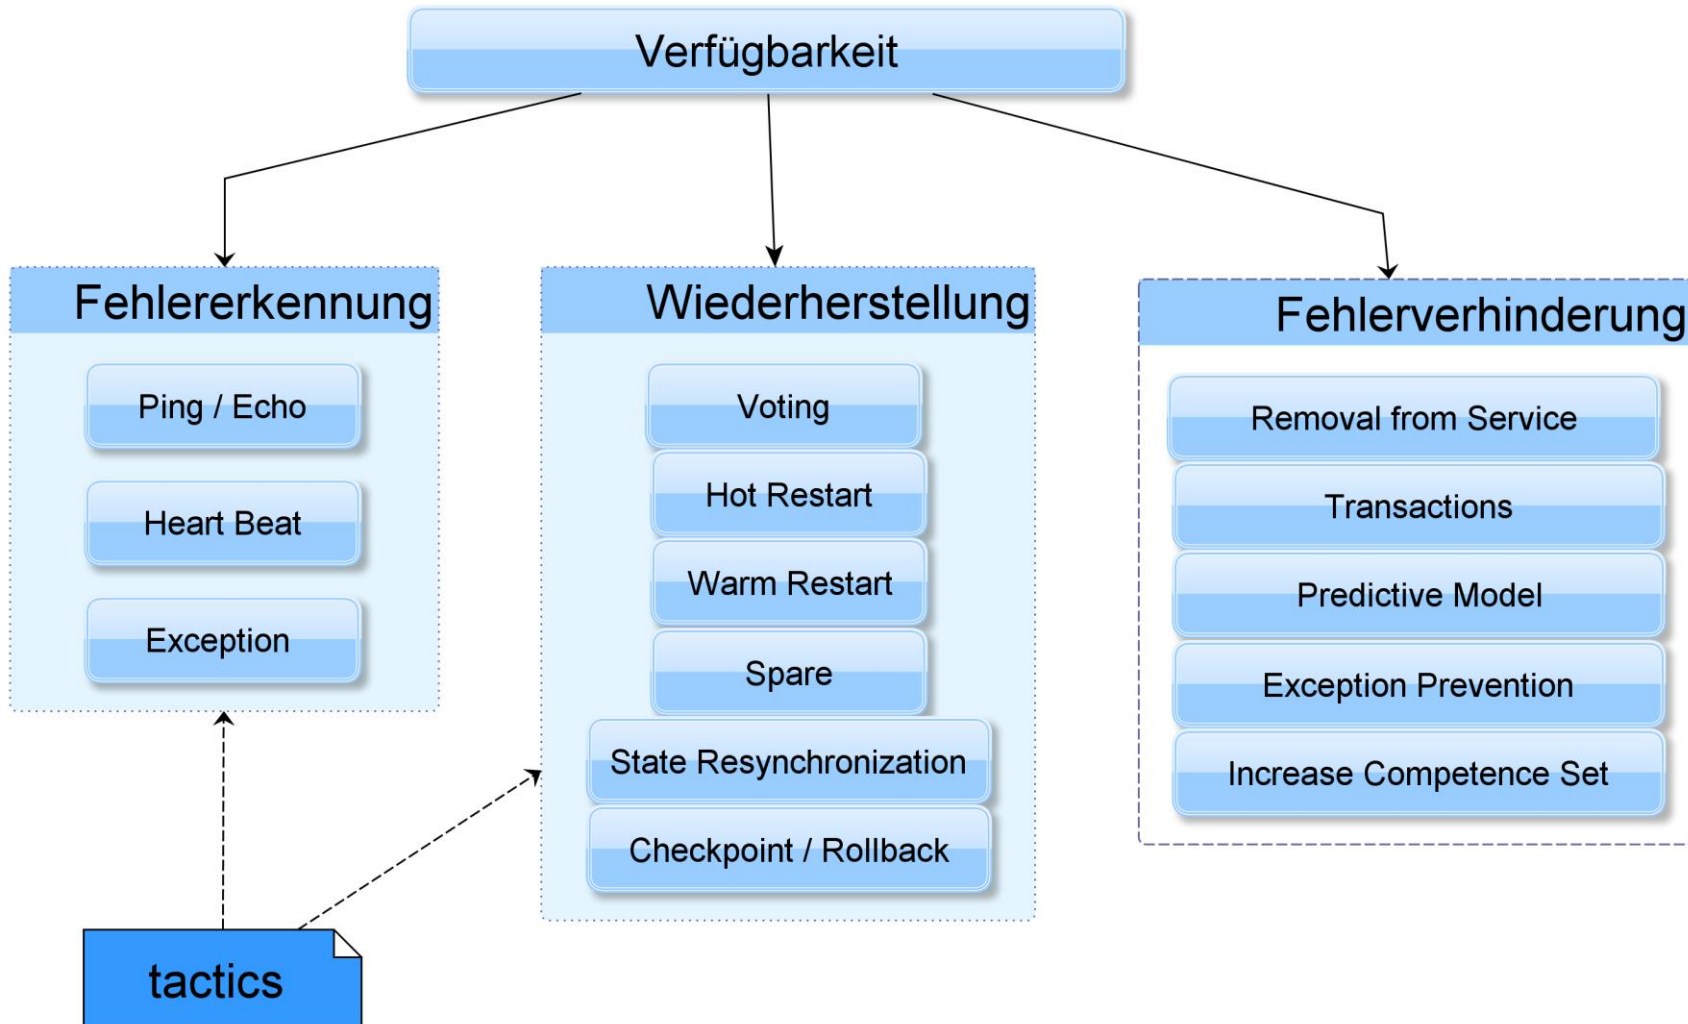 Verfügbarkeit
Fehlererkennung
Ping / Echo
Heart Beat
Exception
Wiederherstellung
Voting
Hot Restart
Warm Restart
Spare
State Resynchronization
Checkpoint / Rollback
Fehlerverhinderung
Removal from Service
Transactions
Predictive Model
Exception Prevention
Increase Competence Set
tactics